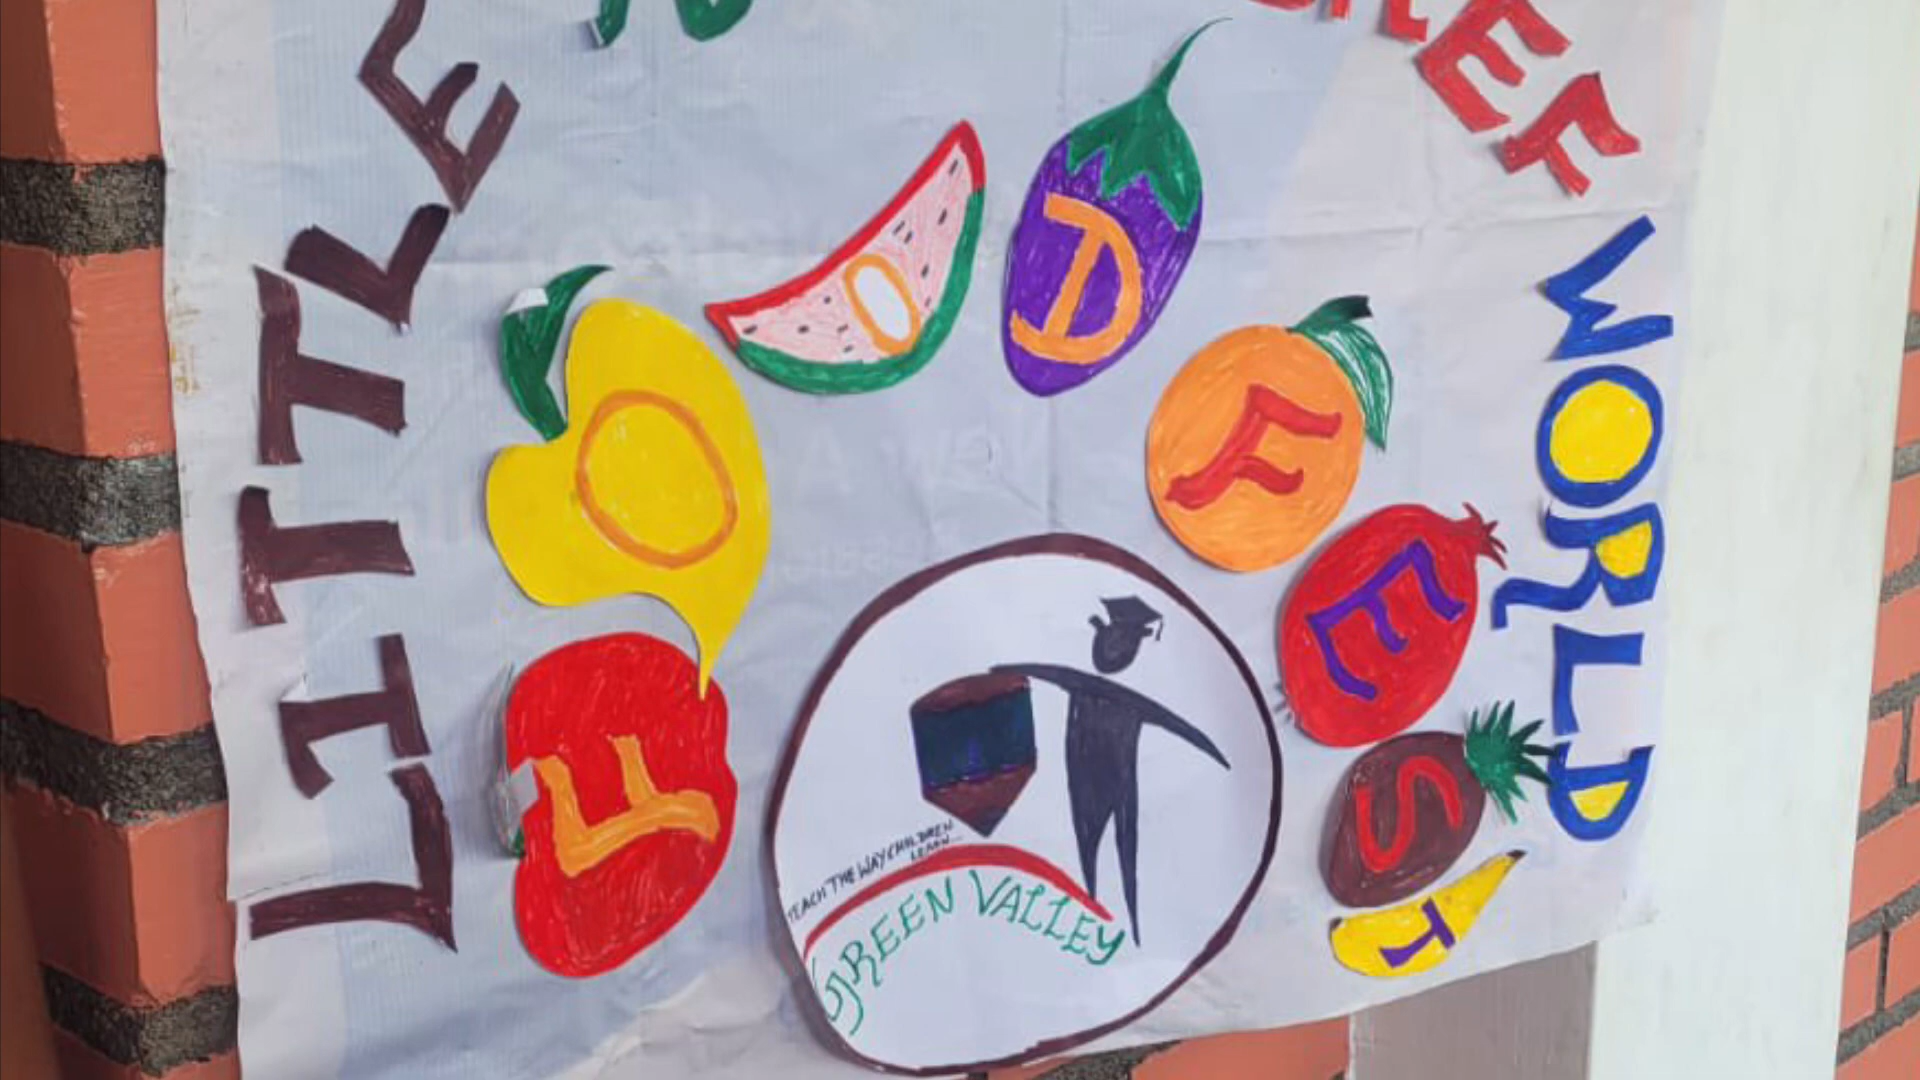 LITTLE
WORLD
FOOD FEST
TEACH THE WAY CHILDREN
LEARN...
GREEN VALLEY